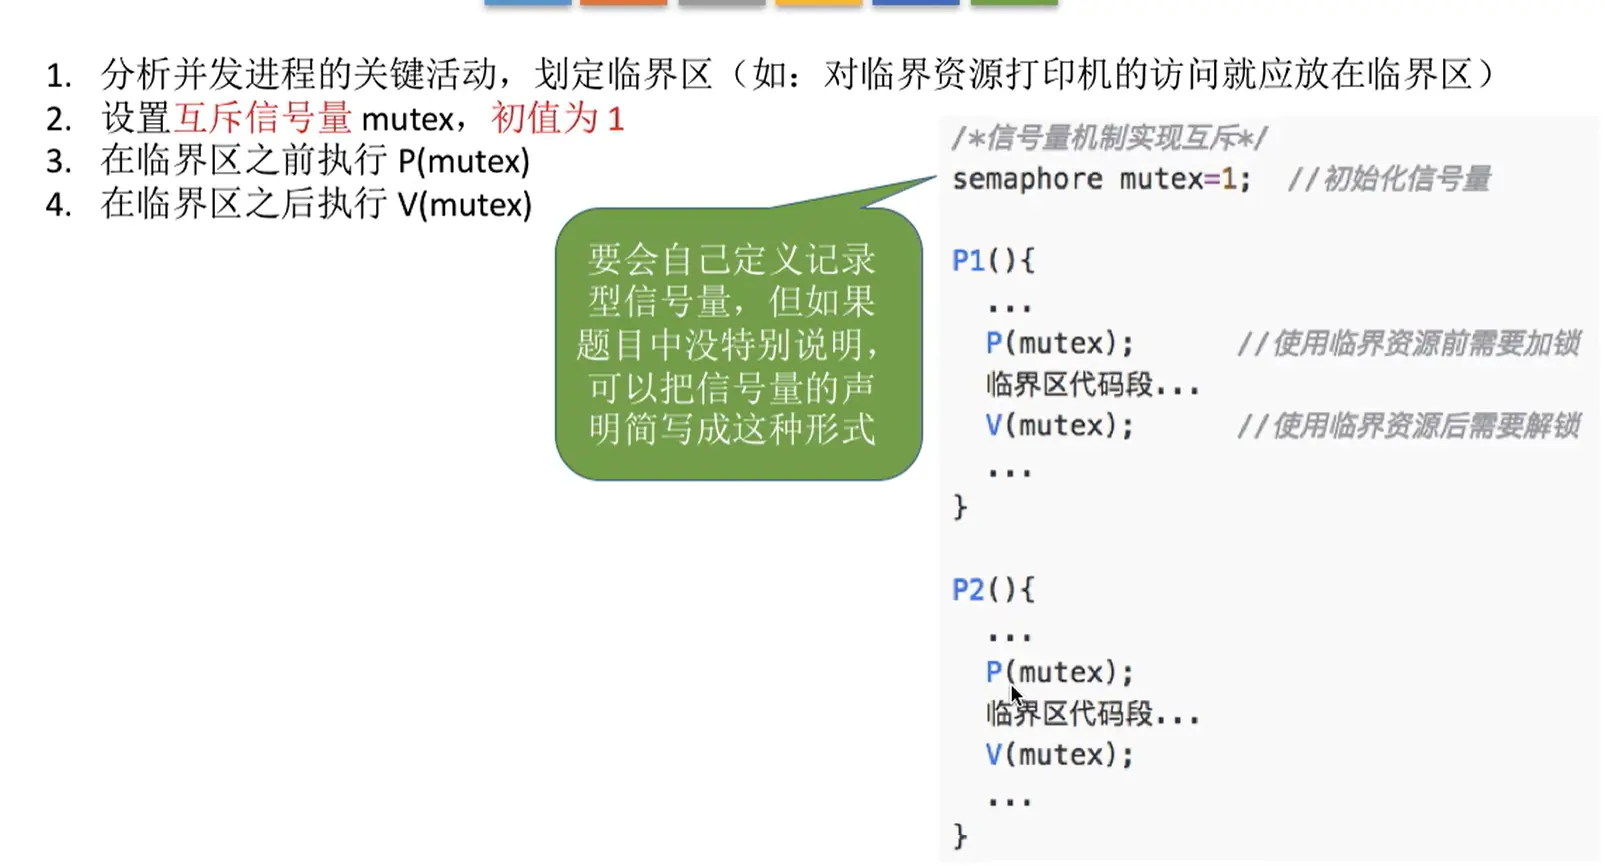 1. 分析并发进程的关键活动，划定临界区（如：对临界资源打印机的访问就应放在临界区）
2. 设置互斥信号量 mutex，初值为 1
3. 在临界区之前执行 P(mutex)
4. 在临界区之后执行 V(mutex)
要会自己定义记录
型信号量，但如果
题目中没特别说明，
可以把信号量的声
明简写成这种形式
/*信号量机制实现互斥*/
semaphore mutex=1; //初始化信号量
P1(){
...
P(mutex); //使用临界资源前需要加锁
临界区代码段...
V(mutex); //使用临界资源后需要解锁
...
}
P2(){
...
P(mutex);
临界区代码段...
V(mutex);
...
}